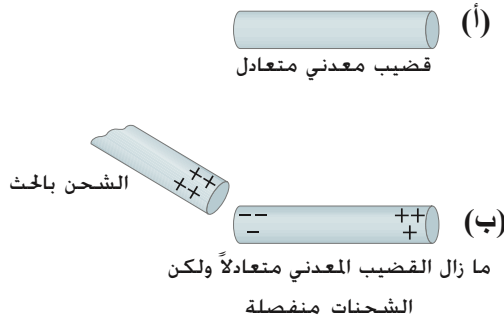 (أ)
قضيب معدني متعادل
++
++
الشحن بالحث
(ب)
-- ++
- +
ما زال القضيب المعدني متعادلاً ولكن
الشحنات منفصلة